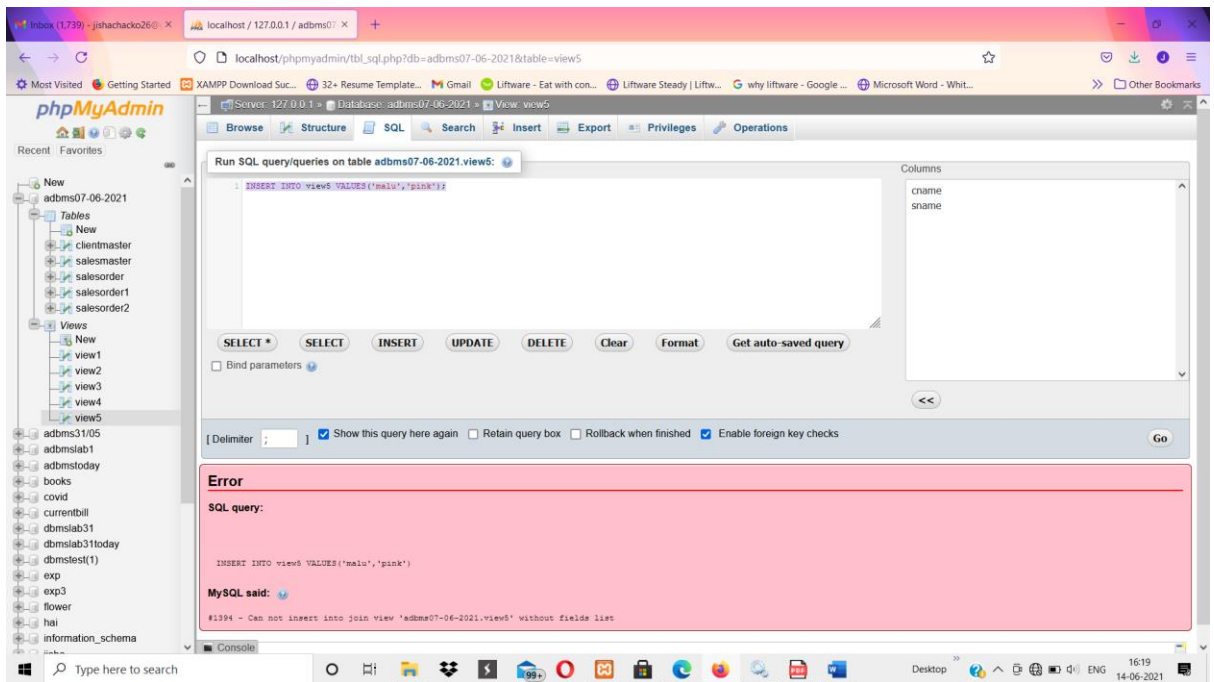 Inbox (1,739) - jishachacko26@
localhost / 127.0.0.1 / adbms07
localhost/phpmyadmin/tbl_sql.php?db=adbms07-06-2021&table=view5
Most Visited Getting Started XAMPP Download Suc... 32+ Resume Template... Gmail Liftware - Eat with con... Liftware Steady | Liftw... why liftware - Google ... Microsoft Word - Whit... Other Bookmarks
phpMyAdmin
Recent Favorites
New
adbms07-06-2021
Tables
New
clientmaster
salesmaster
salesorder
salesorder1
salesorder2
Views
New
view1
view2
view3
view4
view5
adbms31/05
adbmslab1
adbmstoday
books
covid
currentbill
dbmslab31
dbmslab31today
dbmstest(1)
exp
exp3
flower
hai
information_schema
Server: 127.0.0.1 » Database: adbms07-06-2021 » View: view5
Browse Structure SQL Search Insert Export Privileges Operations
Run SQL query/queries on table adbms07-06-2021.view5:
1 INSERT INTO view5 VALUES('malu','pink');
Columns
cname
sname
SELECT * SELECT INSERT UPDATE DELETE Clear Format Get auto-saved query
Bind parameters
<<
[ Delimiter ; ] Show this query here again Retain query box Rollback when finished Enable foreign key checks Go
Error
SQL query:
INSERT INTO view5 VALUES('malu','pink')
MySQL said:
#1394 - Can not insert into join view 'adbms07-06-2021.view5' without fields list
Console
Type here to search
99+
Desktop
ENG
16:19
14-06-2021